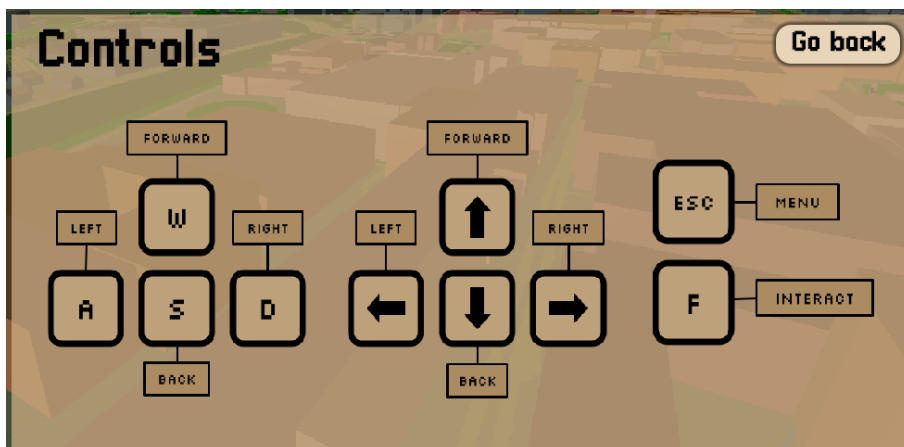 Controls
Go back
FORWARD
W
LEFT
RIGHT
A
S
D
BACK
FORWARD
LEFT
RIGHT
BACK
ESC
MENU
F
INTERACT